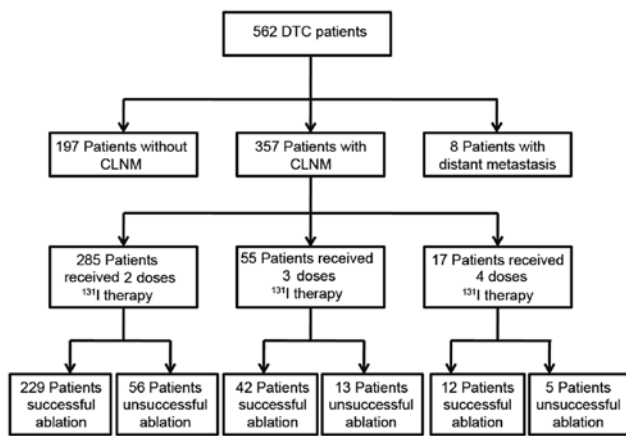 562 DTC patients
197 Patients without
CLNM
357 Patients with
CLNM
8 Patients with
distant metastasis
285 Patients
received 2 doses
¹³¹I therapy
55 Patients received
3 doses
¹³¹I therapy
17 Patients received
4 doses
¹³¹I therapy
229 Patients
successful
ablation
56 Patients
unsuccessful
ablation
42 Patients
successful
ablation
13 Patients
unsuccessful
ablation
12 Patients
successful
ablation
5 Patients
unsuccessful
ablation